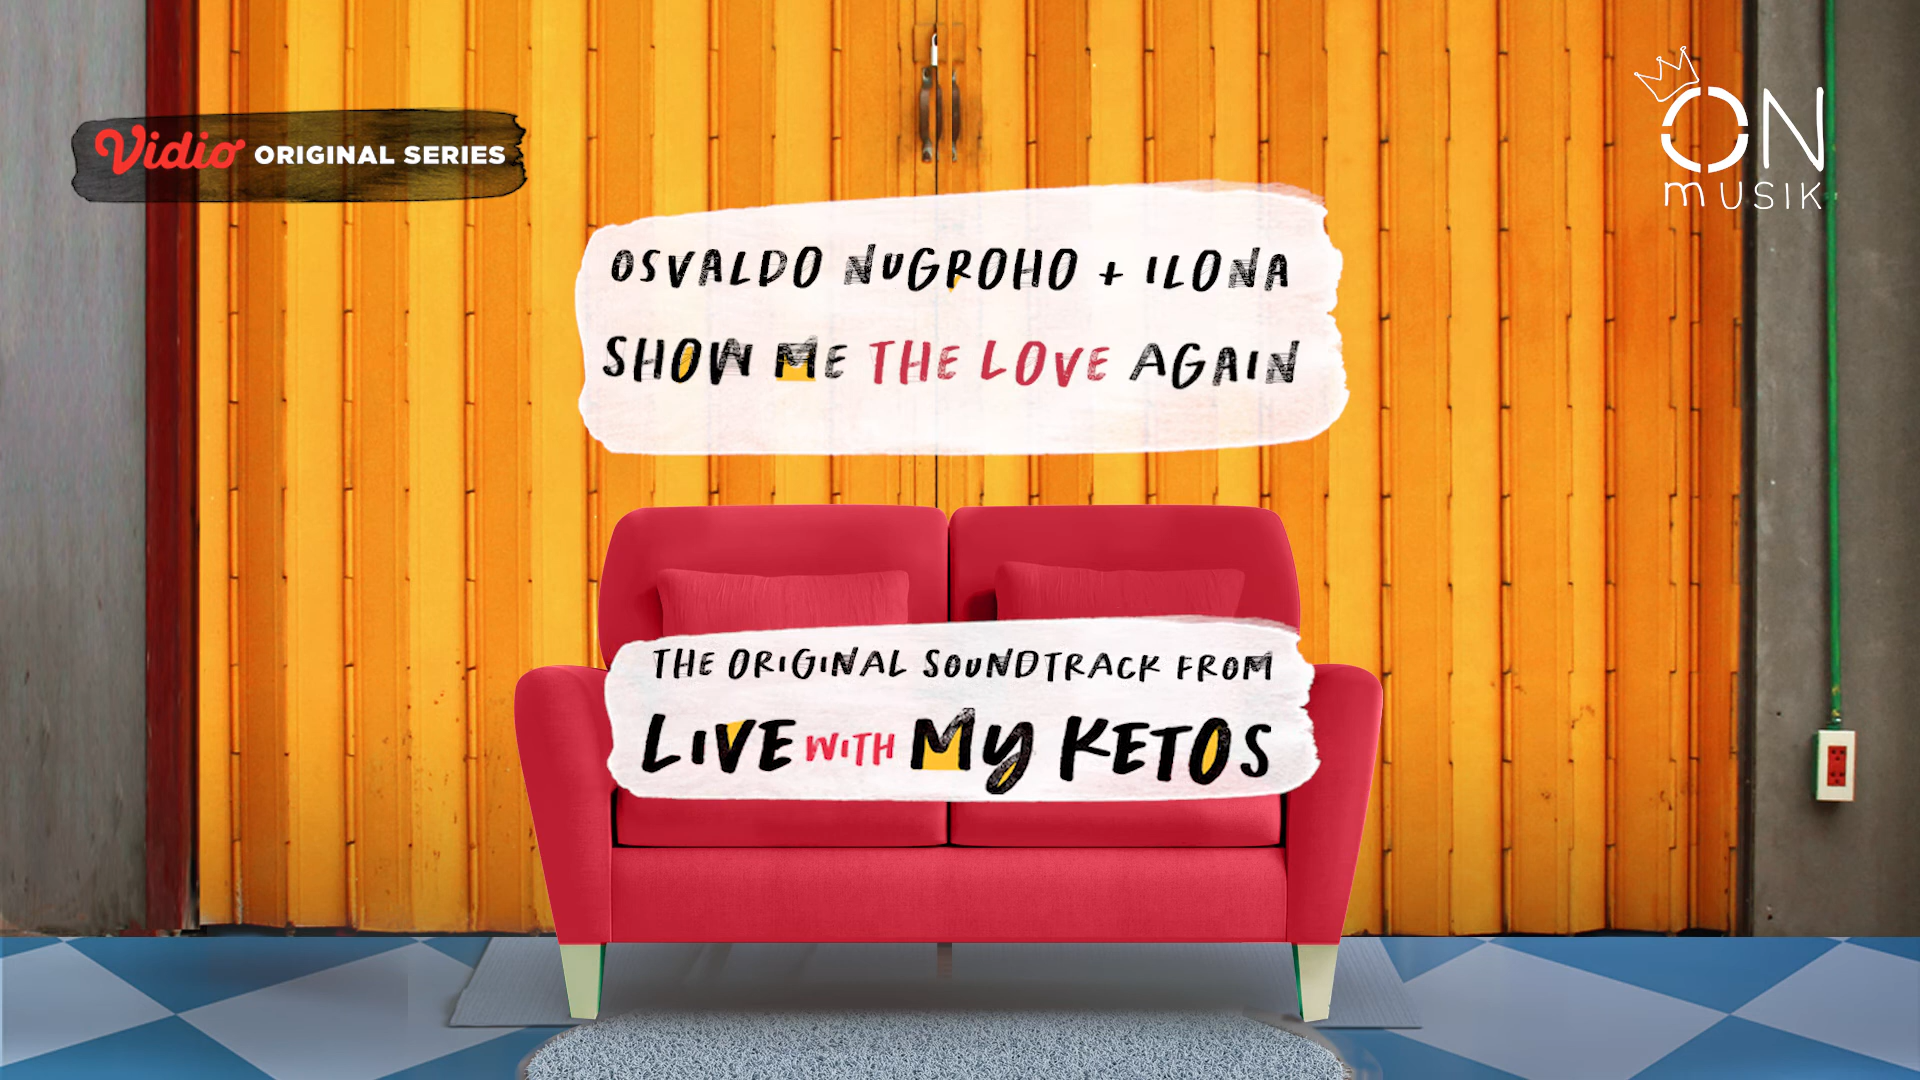 Vidio ORIGINAL SERIES
ON
MUSIK
OSVALDO NUGROHO + ILONA
SHOW ME THE LOVE AGAIN
THE ORIGINAL SOUNDTRACK FROM
LIVE WITH MY KETOS